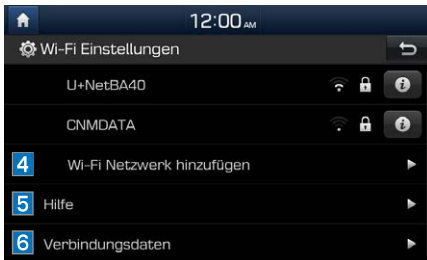 12:00 AM
Wi-Fi Einstellungen
U+NetBA40
CNMDATA
4 Wi-Fi Netzwerk hinzufügen
5 Hilfe
6 Verbindungsdaten